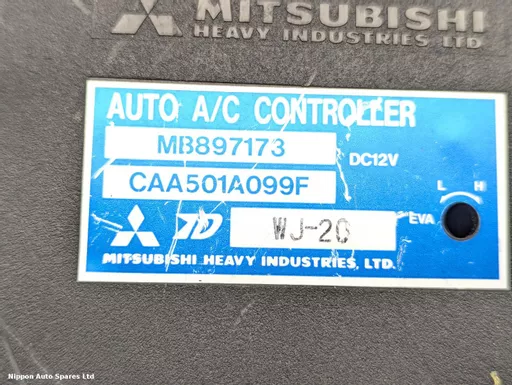 MITSUBISHI
HEAVY INDUSTRIES LTD
AUTO A/C CONTROLLER
MB897173
DC12V
CAA501A099F
L H
WJ-2G
EVA
MITSUBISHI HEAVY INDUSTRIES, LTD.
Nippon Auto Spares Ltd